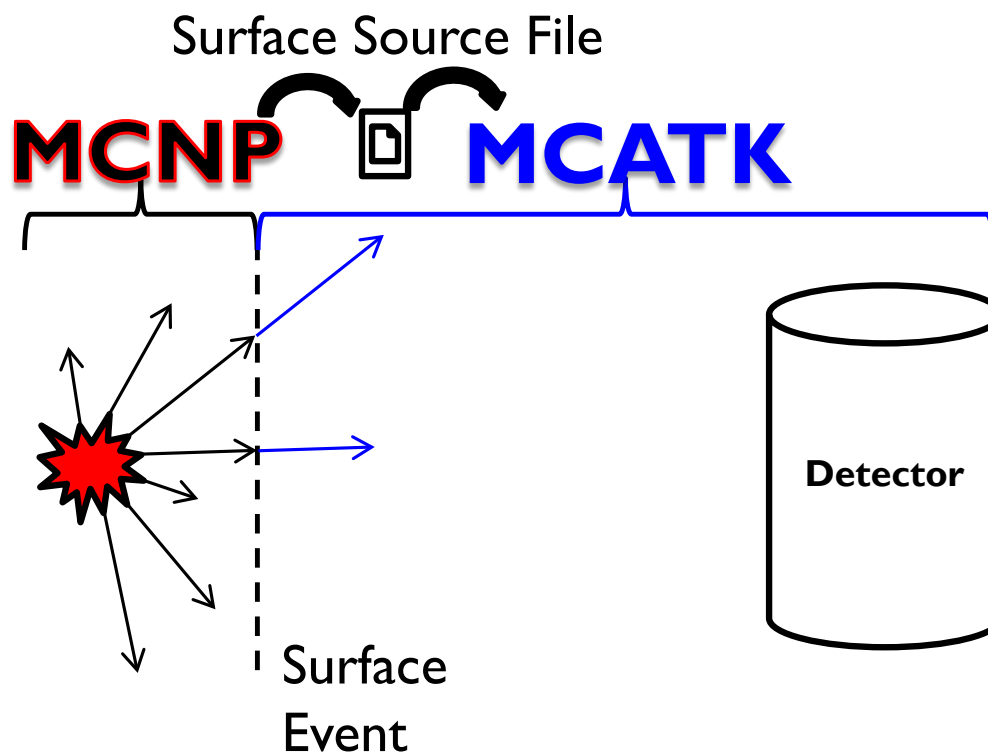 Surface Source File
MCNP
MCATK
Detector
Surface
Event